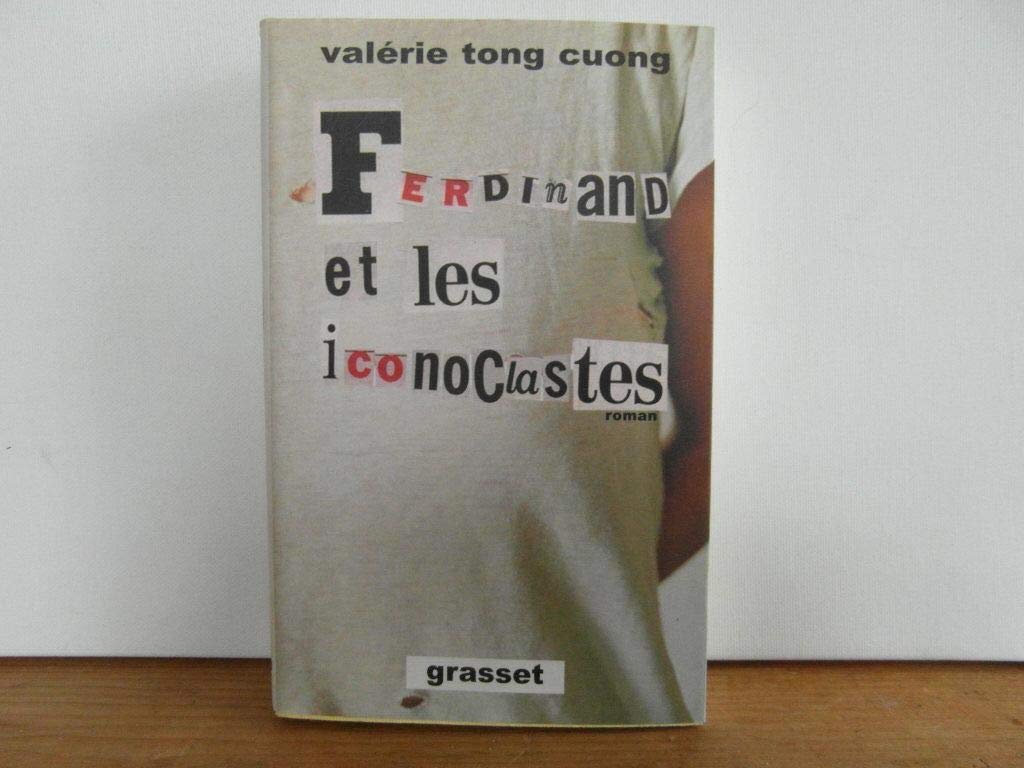 valérie tong cuong
FERDInanD
et les
iconoClastes
roman
grasset